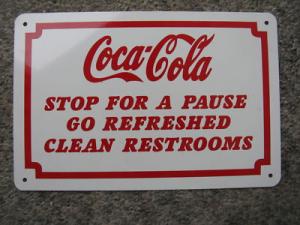 Coca-Cola
STOP FOR A PAUSE
GO REFRESHED
CLEAN RESTROOMS